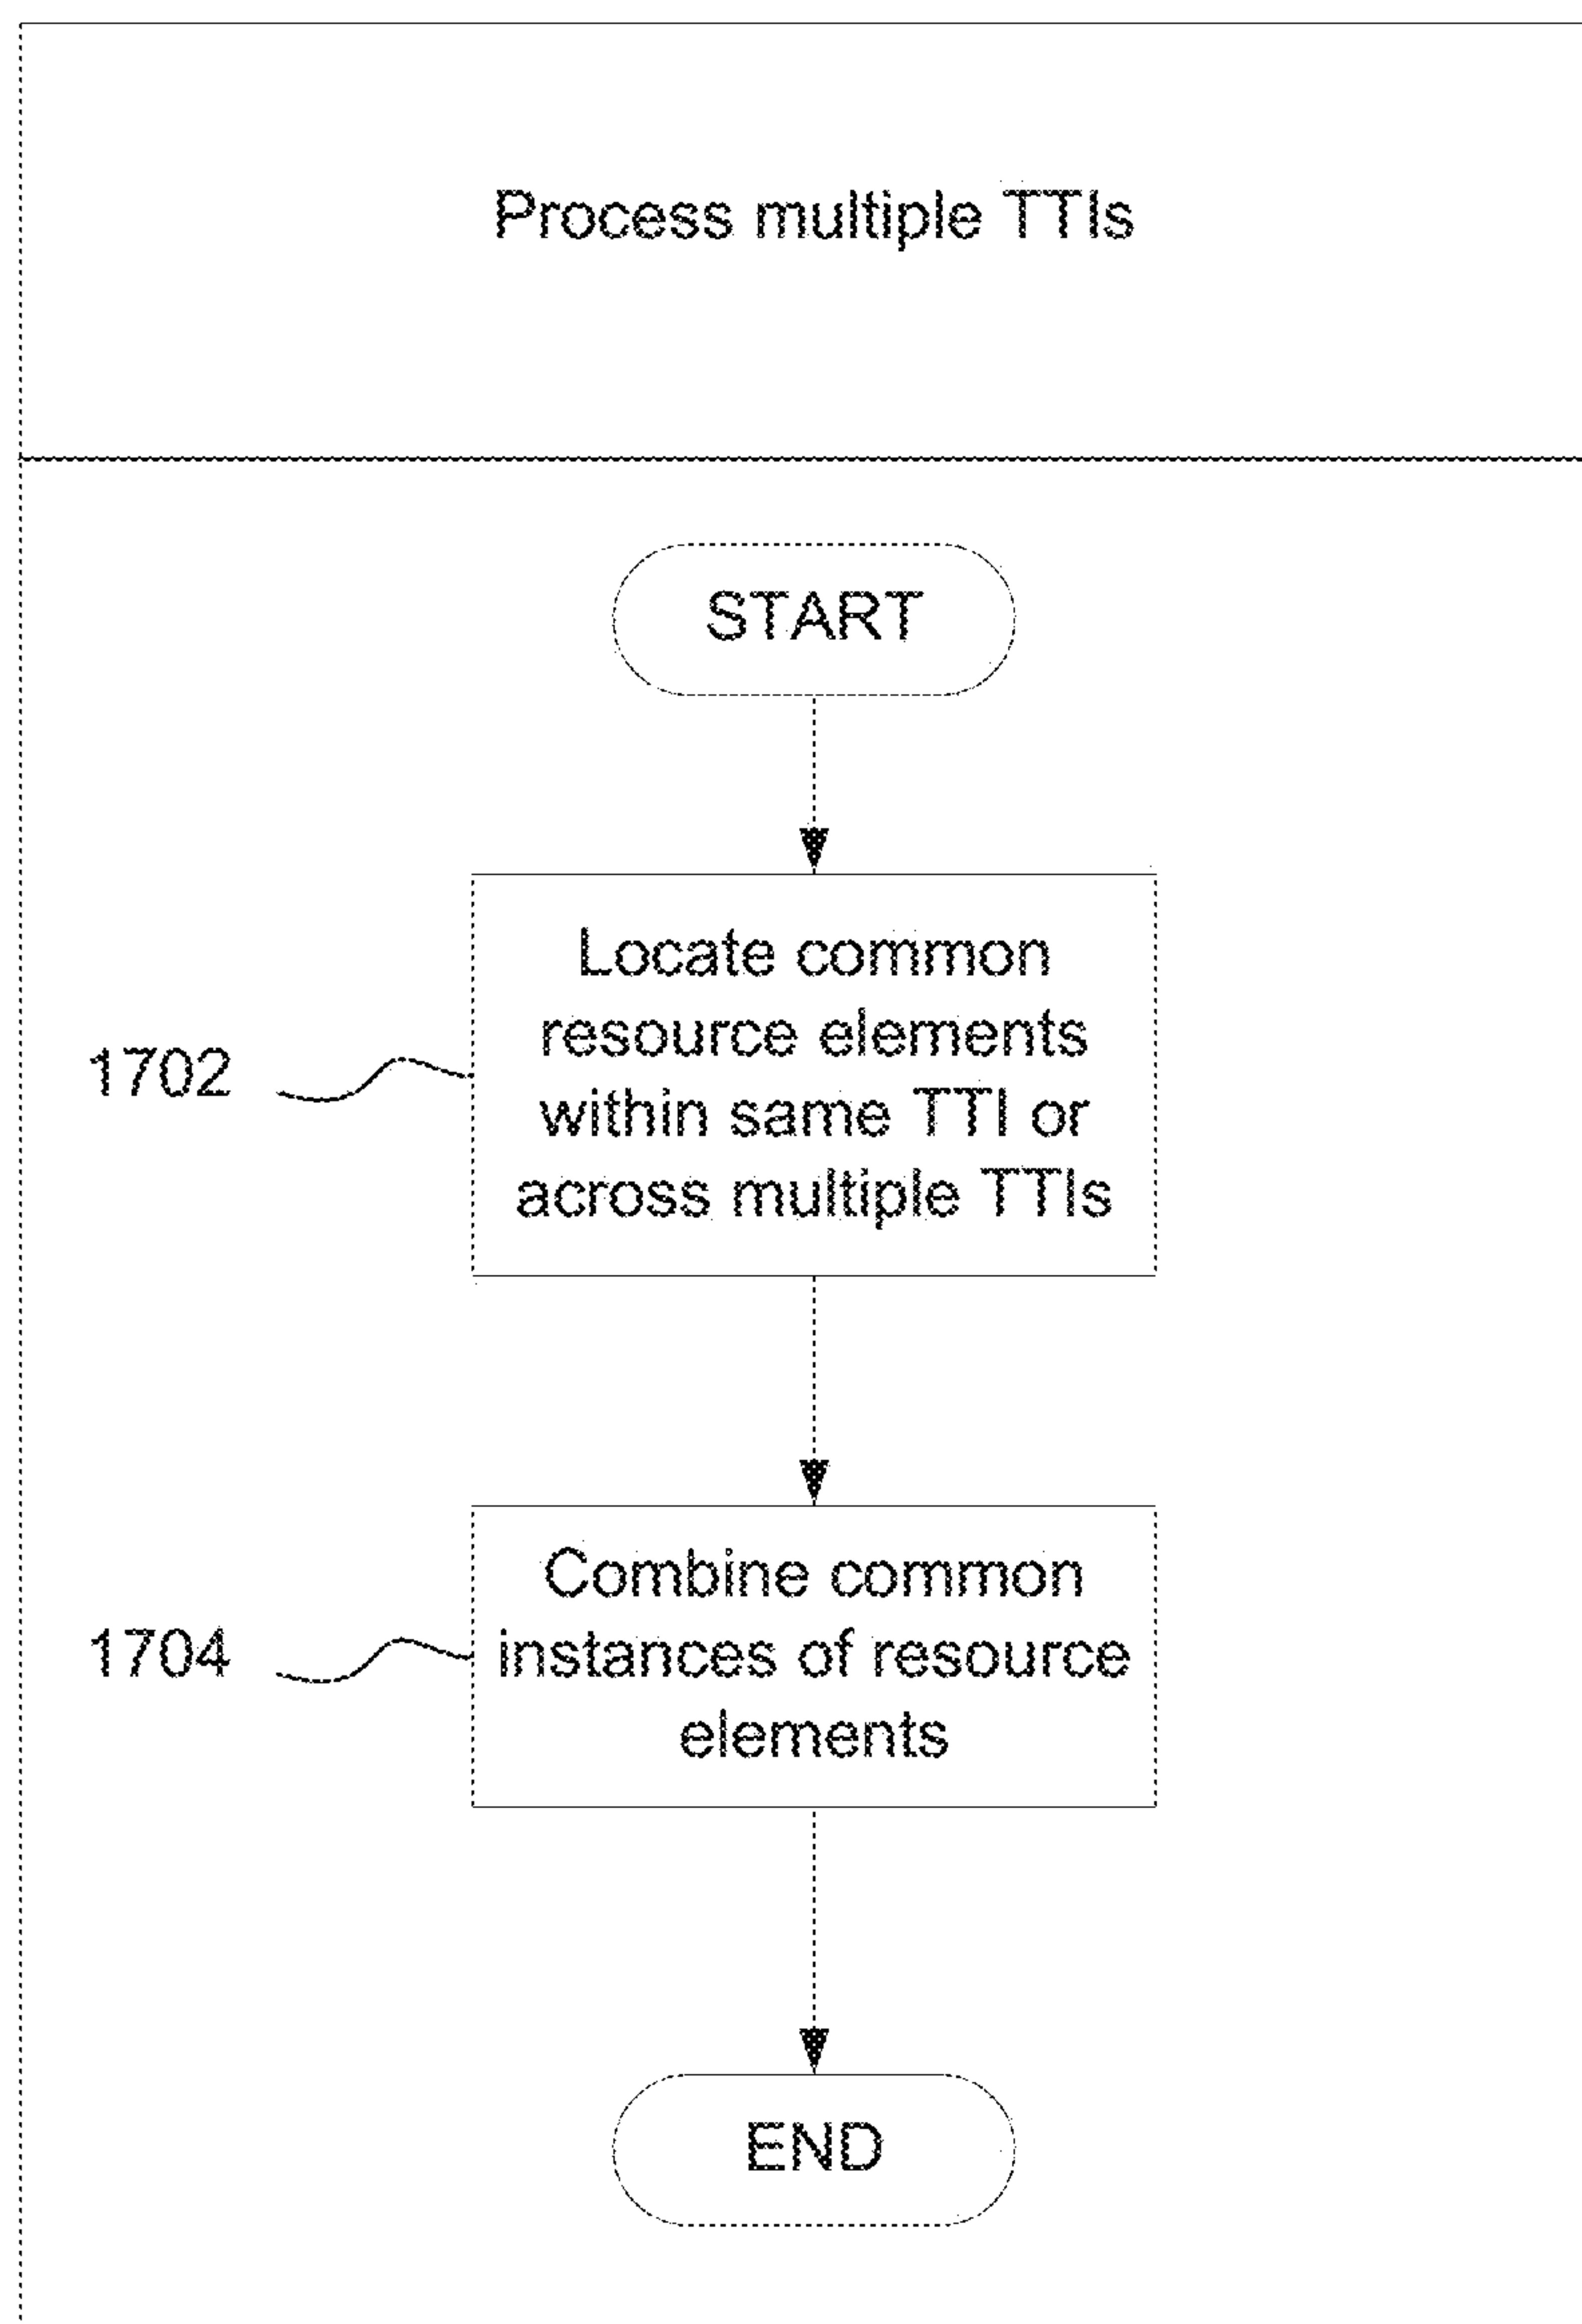 Process multiple TTIs
START
Locate common
resource elements
within same TTI or
across multiple TTIs
1702
Combine common
instances of resource
elements
1704
END